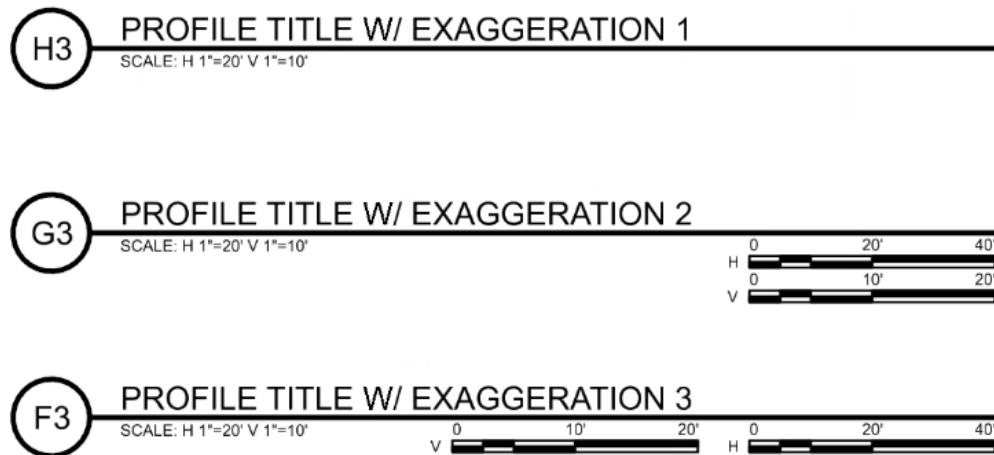 H3
PROFILE TITLE W/ EXAGGERATION 1
SCALE: H 1"=20' V 1"=10'
G3
PROFILE TITLE W/ EXAGGERATION 2
SCALE: H 1"=20' V 1"=10'
0 20' 40'
H
0 10' 20'
V
F3
PROFILE TITLE W/ EXAGGERATION 3
SCALE: H 1"=20' V 1"=10'
0 10' 20' 0 20' 40'
V H